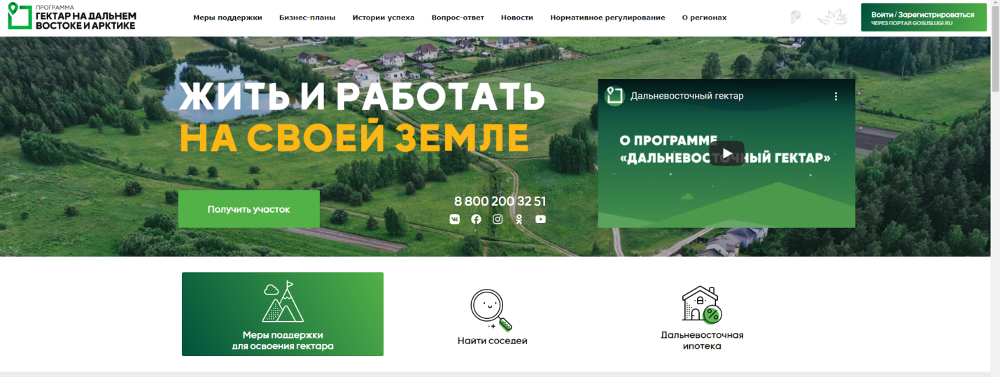 ПРОГРАММА
ГЕКТАР НА ДАЛЬНЕМ
ВОСТОКЕ И АРКТИКЕ
Меры поддержки
Бизнес-планы
Истории успеха
Вопрос-ответ
Новости
Нормативное регулирование
О регионах
Войти / Зарегистрироваться
ЧЕРЕЗ ПОРТАЛ GOSUSLUGI.RU
ЖИТЬ И РАБОТАТЬ
НА СВОЕЙ ЗЕМЛЕ
Получить участок
8 800 200 32 51
Дальневосточный гектар
О ПРОГРАММЕ
«ДАЛЬНЕВОСТОЧНЫЙ ГЕКТАР»
Меры поддержки
для освоения гектара
Найти соседей
Дальневосточная
ипотека